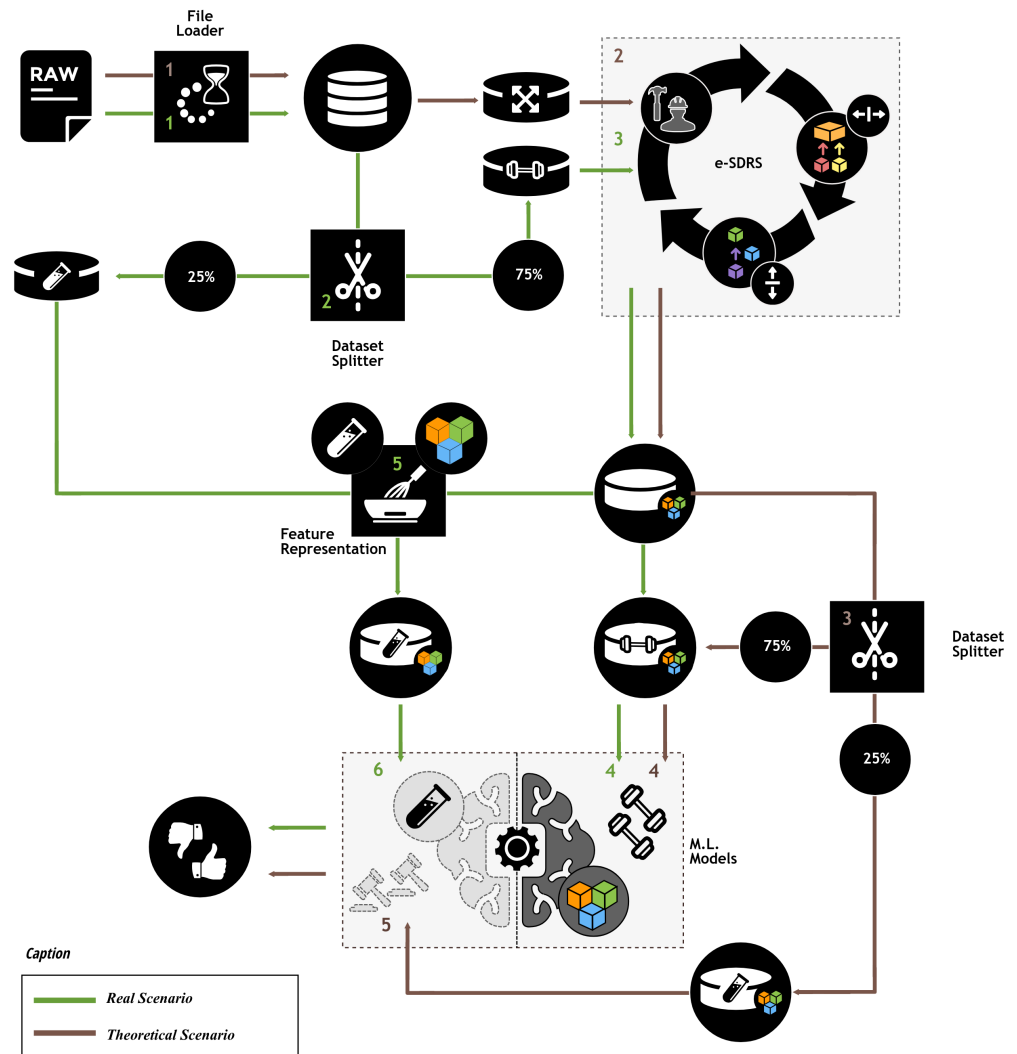 File
Loader
RAW
1
1
2
3
e-SDRS
25%
2
75%
Dataset
Splitter
5
Feature
Representation
3
75%
Dataset
Splitter
25%
6
4
4
M.L.
Models
5
Caption
Real Scenario
Theoretical Scenario